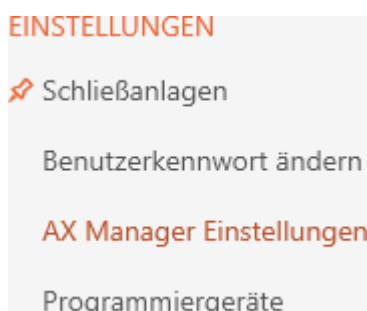 EINSTELLUNGEN
Schließanlagen
Benutzerkennwort ändern
AX Manager Einstellungen
Programmiergeräte